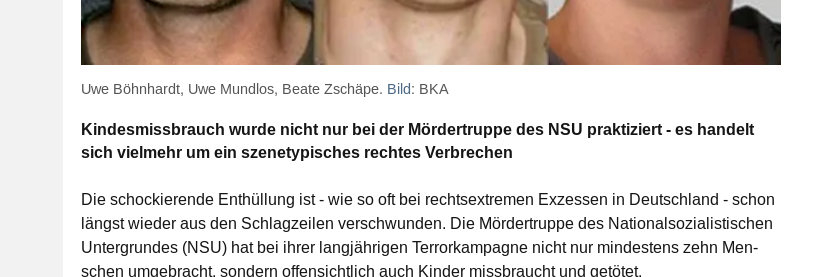 Uwe Böhnhardt, Uwe Mundlos, Beate Zschäpe. Bild: BKA
Kindesmissbrauch wurde nicht nur bei der Mördertruppe des NSU praktiziert - es handelt
sich vielmehr um ein szenetypisches rechtes Verbrechen
Die schockierende Enthüllung ist - wie so oft bei rechtsextremen Exzessen in Deutschland - schon
längst wieder aus den Schlagzeilen verschwunden. Die Mördertruppe des Nationalsozialistischen
Untergrundes (NSU) hat bei ihrer langjährigen Terrorkampagne nicht nur mindestens zehn Men-
schen umgebracht, sondern offensichtlich auch Kinder missbraucht und getötet.